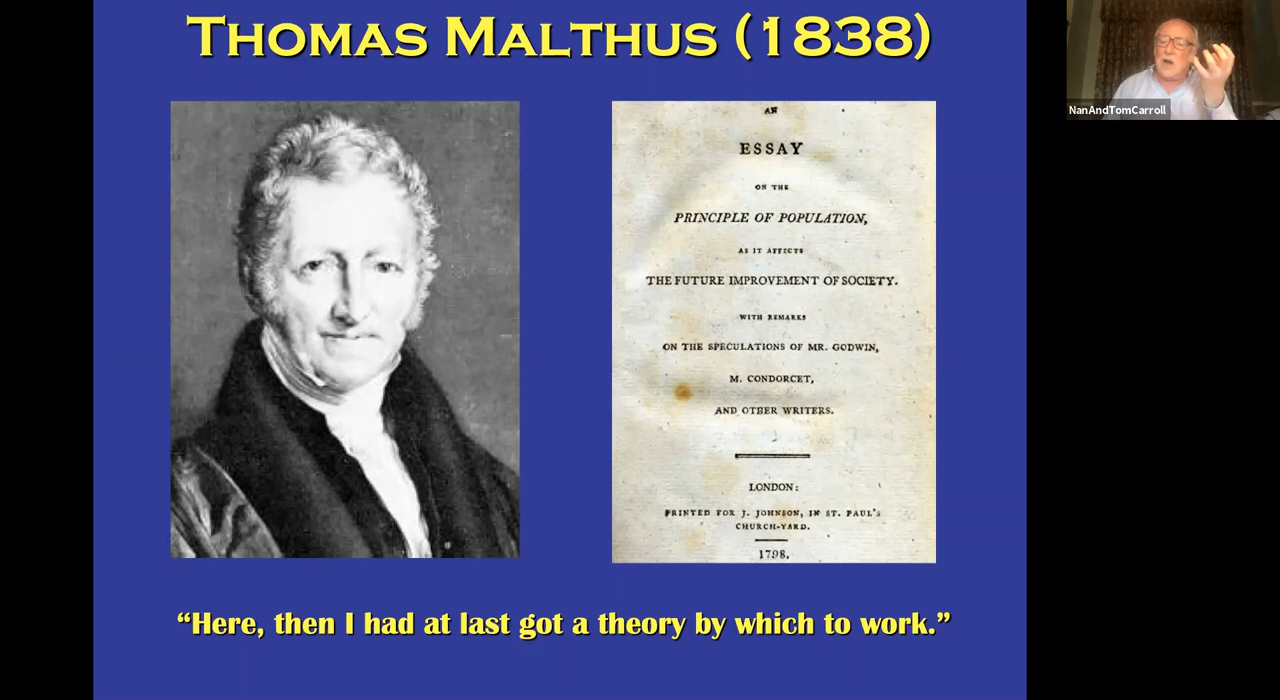 THOMAS MALTHUS (1838)
AN
ESSAY
ON THE
PRINCIPLE OF POPULATION,
AS IT AFFECTS
THE FUTURE IMPROVEMENT OF SOCIETY.
WITH REMARKS
ON THE SPECULATIONS OF MR. GODWIN,
M. CONDORCET,
AND OTHER WRITERS.
LONDON:
PRINTED FOR J. JOHNSON, IN ST. PAUL'S
CHURCH-YARD.
1798.
“Here, then I had at last got a theory by which to work.”
NanAndTomCarroll